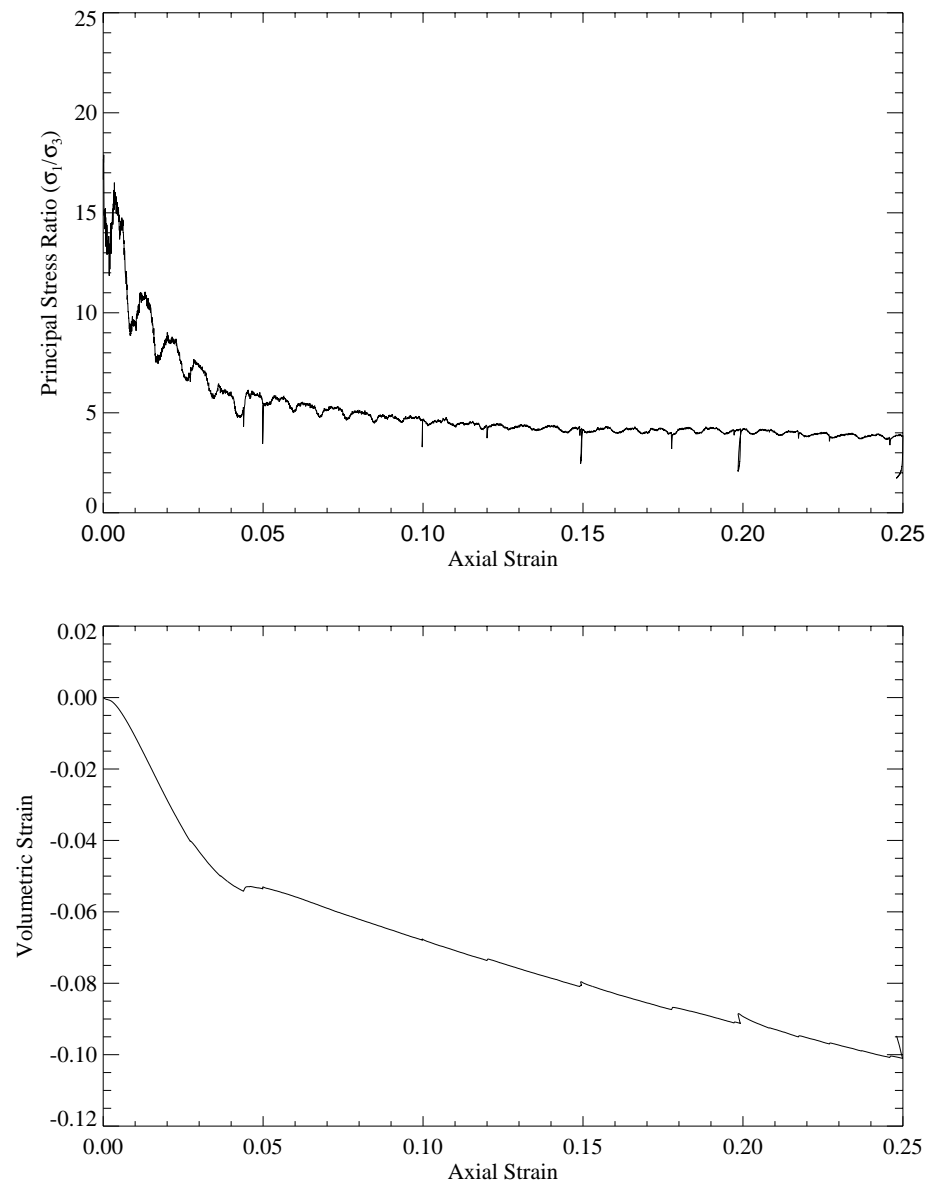 25
20
15
10
5
0
Principal Stress Ratio (σ1/σ3)
0.00 0.05 0.10 0.15 0.20 0.25
Axial Strain
0.02
0.00
-0.02
-0.04
-0.06
-0.08
-0.10
-0.12
Volumetric Strain
0.00 0.05 0.10 0.15 0.20 0.25
Axial Strain